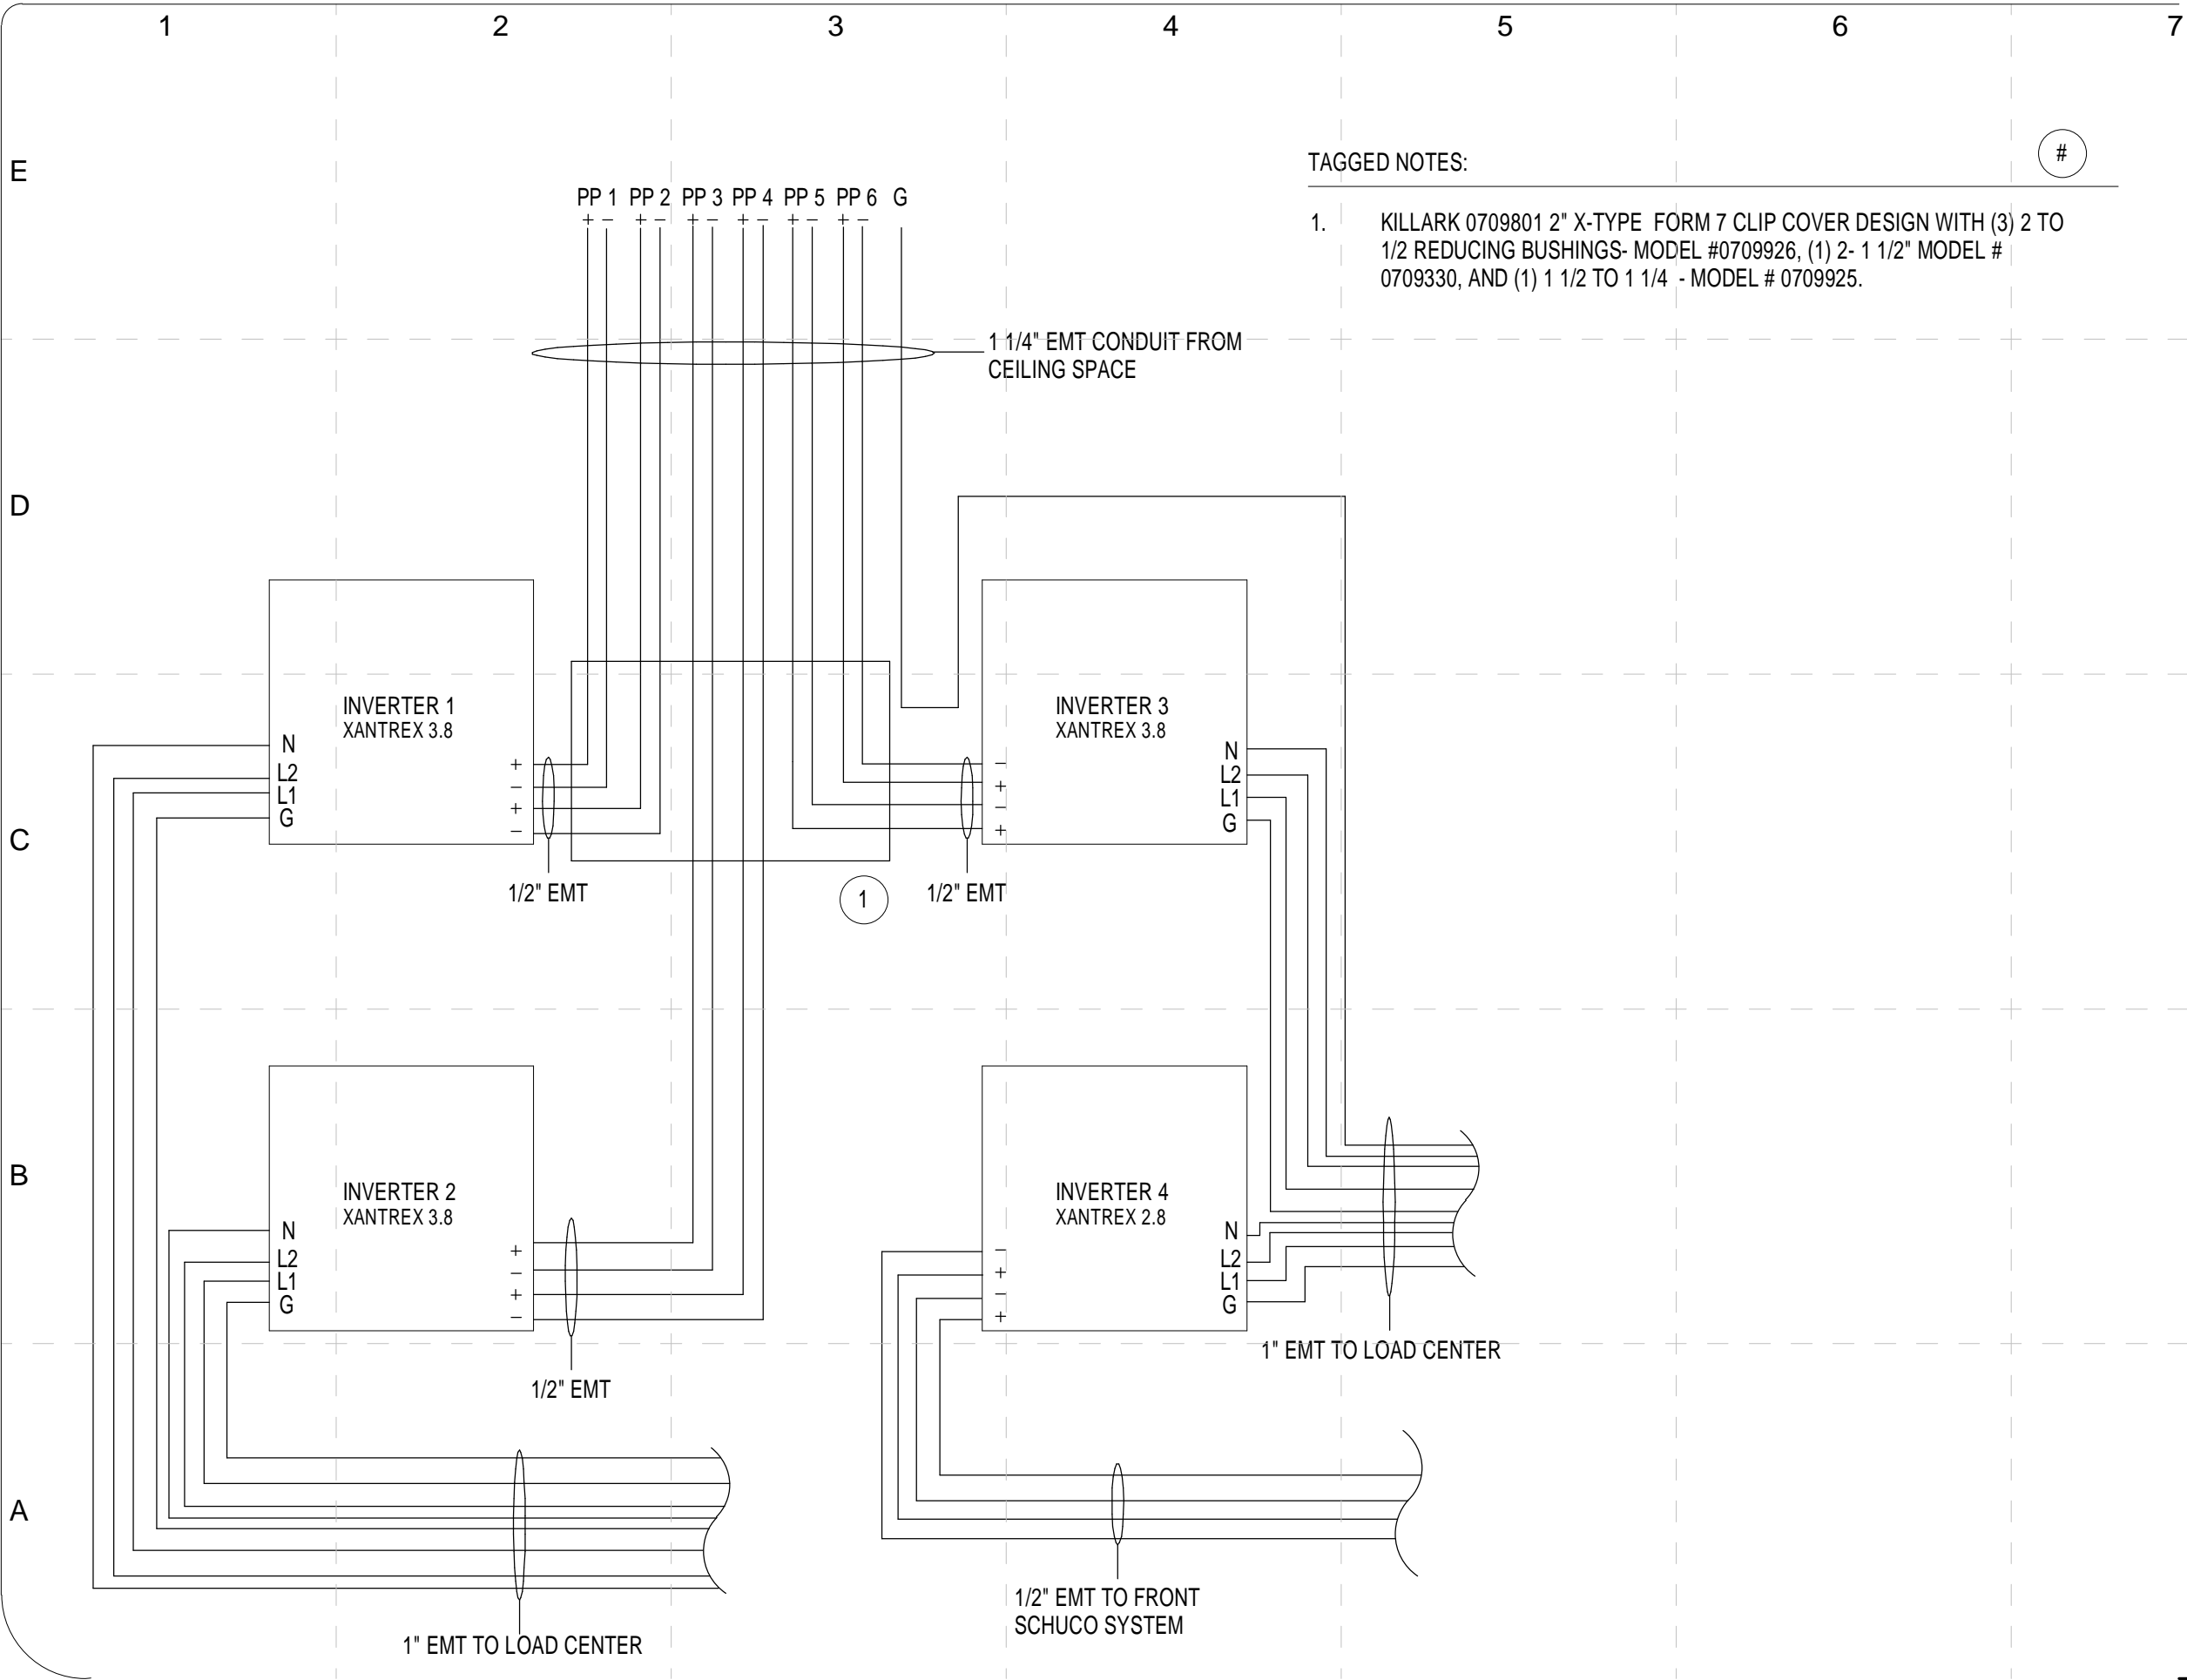 1 2 3 4 5 6 7
E
TAGGED NOTES: #
PP 1 PP 2 PP 3 PP 4 PP 5 PP 6 G
+ − + − + − + − + − + −
1. KILLARK 0709801 2" X-TYPE FORM 7 CLIP COVER DESIGN WITH (3) 2 TO
1/2 REDUCING BUSHINGS- MODEL #0709926, (1) 2- 1 1/2" MODEL #
0709330, AND (1) 1 1/2 TO 1 1/4 - MODEL # 0709925.
1 1/4" EMT CONDUIT FROM
CEILING SPACE
D
INVERTER 1
XANTREX 3.8
N
L2
L1
G
+
−
+
−
INVERTER 3
XANTREX 3.8
−
+
−
+
N
L2
L1
G
C
1/2" EMT
1
1/2" EMT
B
INVERTER 2
XANTREX 3.8
N
L2
L1
G
+
−
+
−
INVERTER 4
XANTREX 2.8
−
+
−
+
N
L2
L1
G
1" EMT TO LOAD CENTER
1/2" EMT
A
1/2" EMT TO FRONT
SCHUCO SYSTEM
1" EMT TO LOAD CENTER